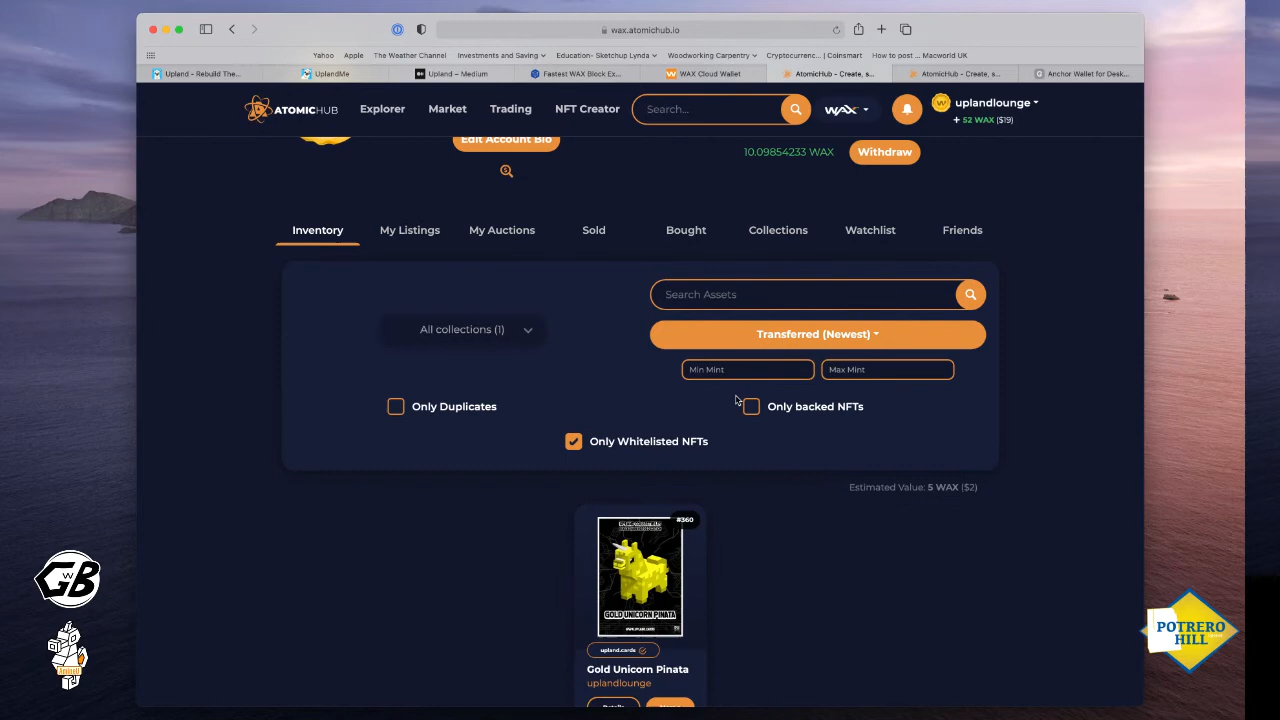 wax.atomichub.io
Yahoo Apple The Weather Channel Investments and Saving Education- Sketchup Lynda Woodworking Carpentry Cryptocurrenc... | Coinsmart How to post ... Macworld UK
Upland - Rebuild The... UplandMe Upland – Medium Fastest WAX Block Ex... WAX Cloud Wallet AtomicHub - Create, s... AtomicHub - Create, s... Anchor Wallet for Desk...
ATOMICHUB Explorer Market Trading NFT Creator Search... WAX uplandlounge
+ 52 WAX ($19)
Edit Account Bio
10.09854233 WAX Withdraw
Inventory My Listings My Auctions Sold Bought Collections Watchlist Friends
Search Assets
All collections (1)
Transferred (Newest)
Min Mint Max Mint
Only Duplicates Only backed NFTs
Only Whitelisted NFTs
Estimated Value: 5 WAX ($2)
#360
GOLD UNICORN PINATA
upland.cards
Gold Unicorn Pinata
uplandlounge
GWB
POTRERO
HILL